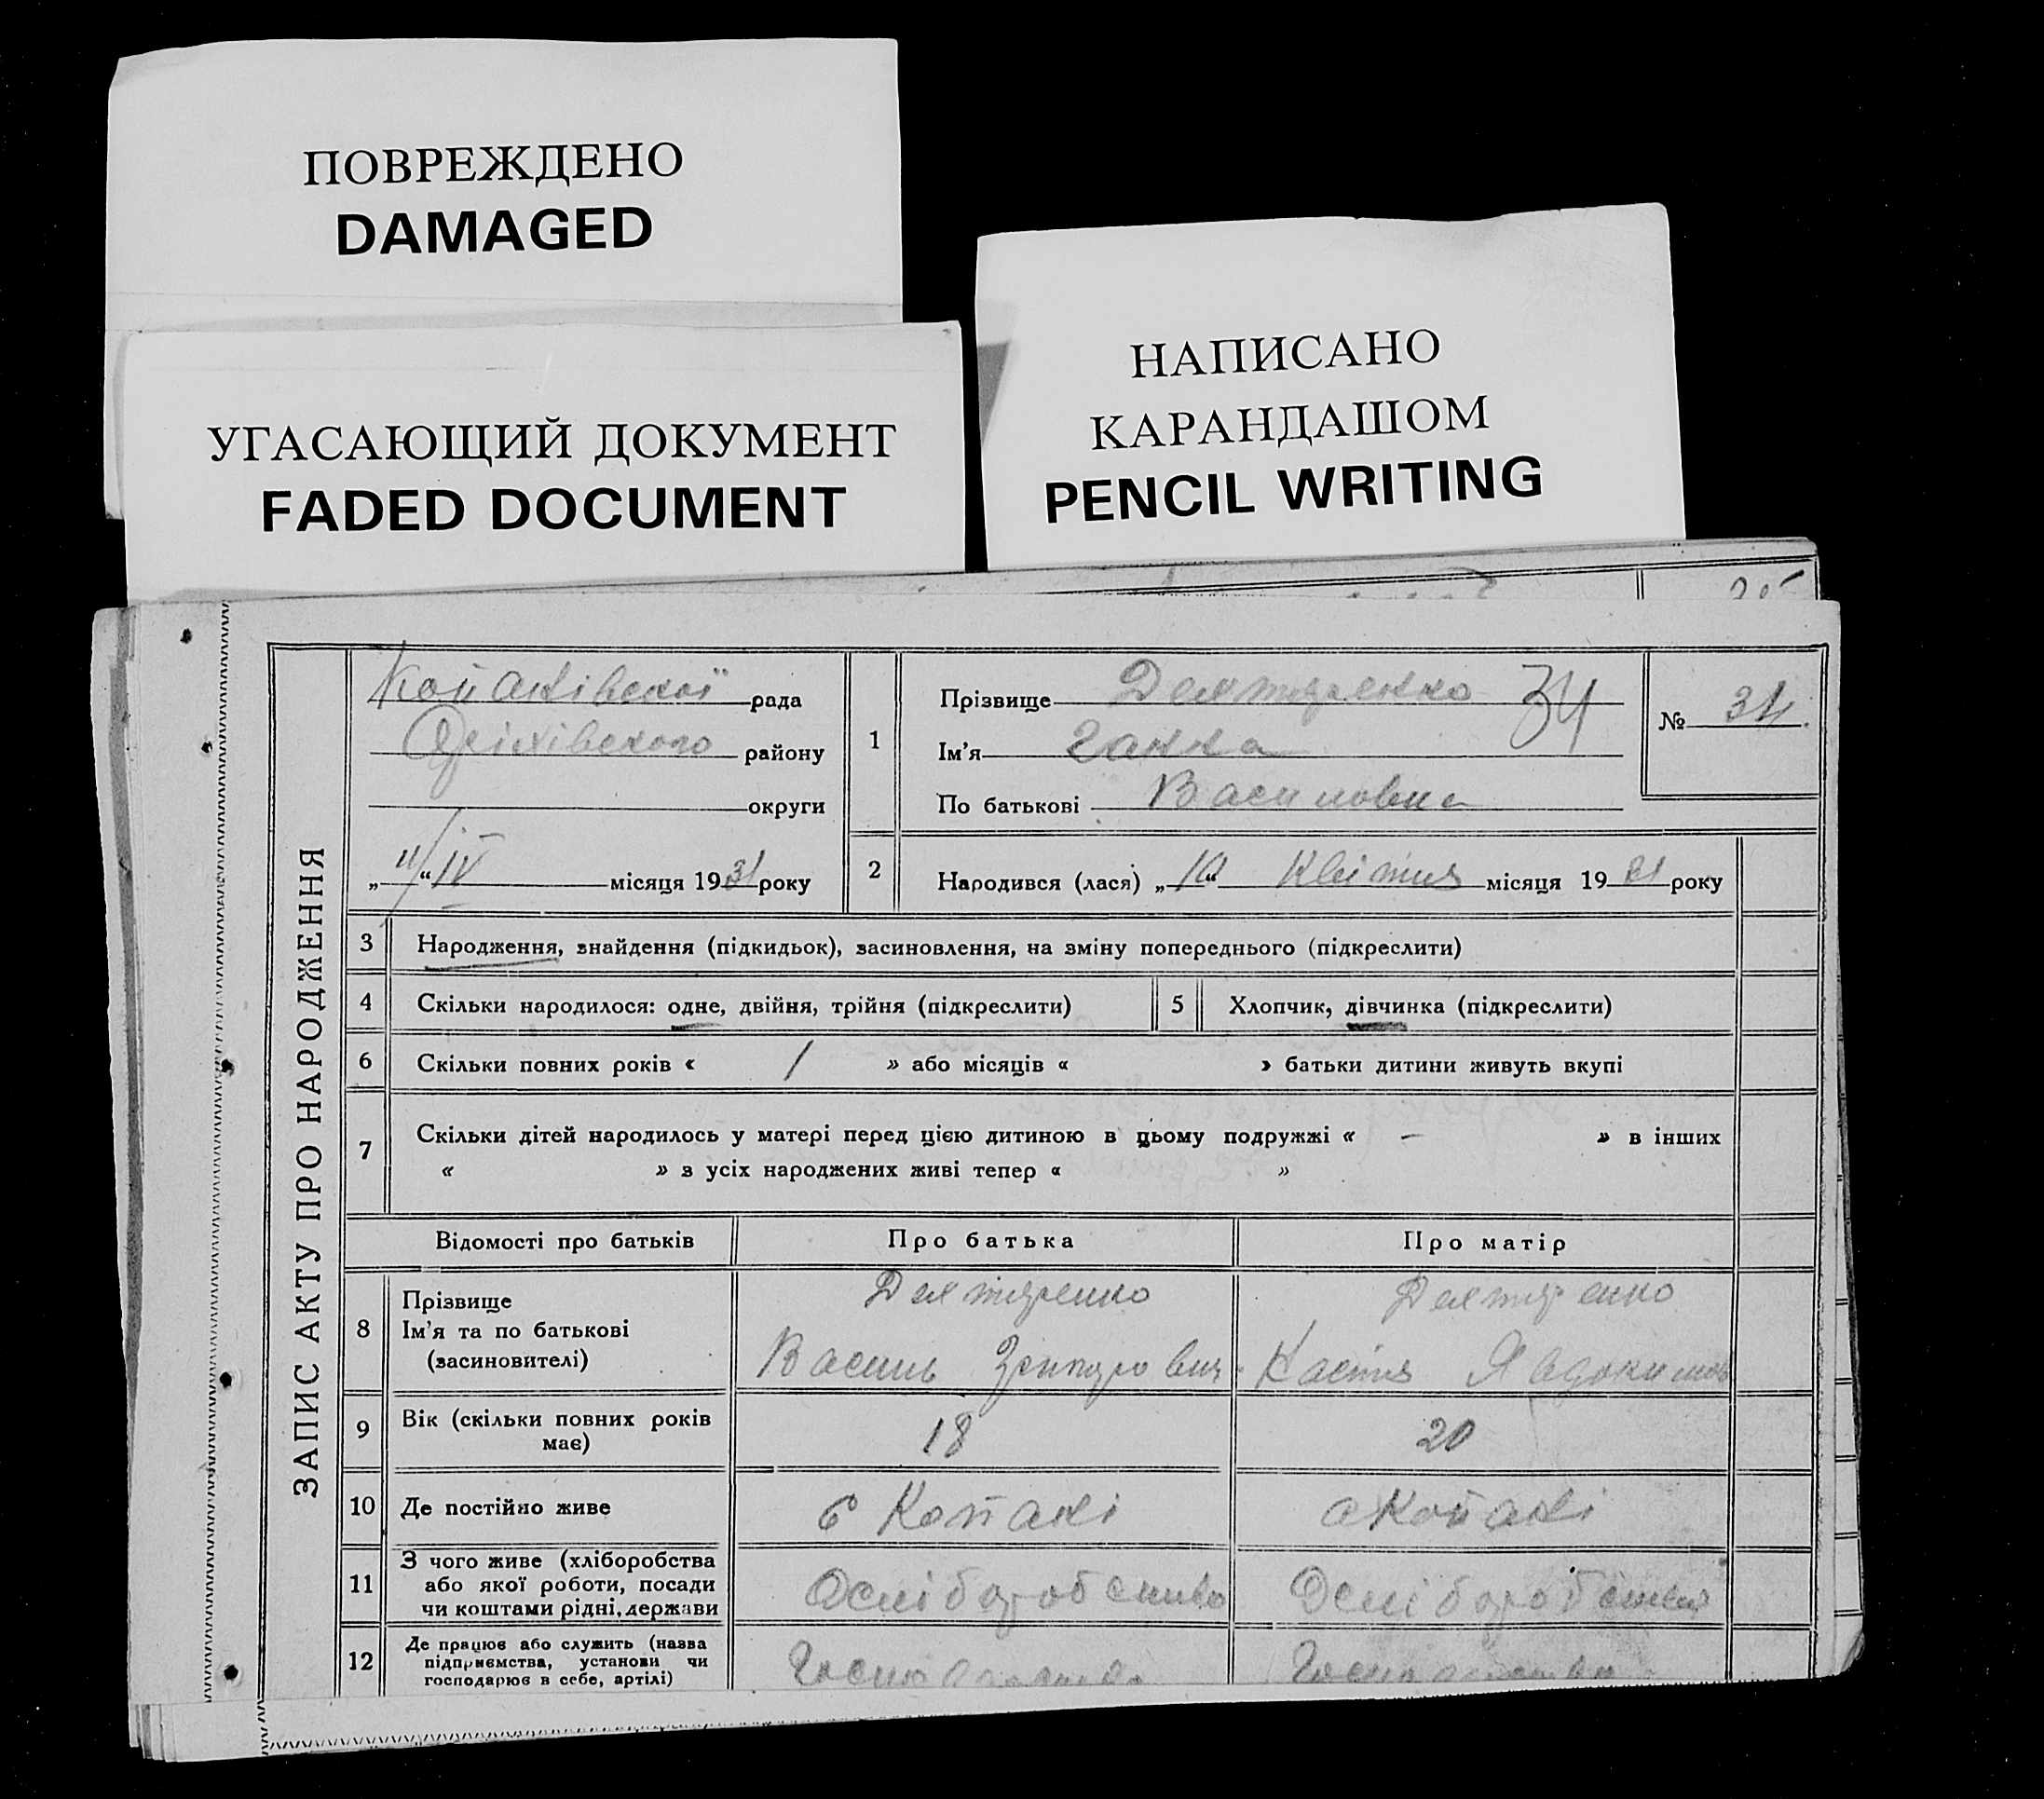 ПОВРЕЖДЕНО
DAMAGED
УГАСАЮЩИЙ ДОКУМЕНТ
FADED DOCUMENT
НАПИСАНО
КАРАНДАШОМ
PENCIL WRITING
ЗАПИС АКТУ ПРО НАРОДЖЕННЯ
Копанівської рада
Оріхівського району
округи
„11“ IV місяця 1931 року
1
Прізвище Дехтяренко 34
Ім’я Ганна
По батькові Василовна
№ 34
2
Народився (лася) „10“ Квітня місяця 1931 року
3 Народження, знайдення (підкидьок), засиновлення, на зміну попереднього (підкреслити)
4 Скільки народилося: одне, двійня, трійня (підкреслити)
5 Хлопчик, дівчинка (підкреслити)
6 Скільки повних років « 1 » або місяців « » батьки дитини живуть вкупі
7 Скільки дітей народилось у матері перед цією дитиною в цьому подружжі « – » в інших
« » з усіх народжених живі тепер « »
Відомості про батьків Про батька Про матір
8 Прізвище
Ім’я та по батькові
(засиновителі)
Дехтяренко
Василь
Дехтяренко
Настя
9 Вік (скільки повних років
має)
18
20
10 Де постійно живе
с Копані
с Копані
11 З чого живе (хліборобства
або якої роботи, посади
чи коштами рідні, держави
12 Де працює або служить (назва
підприємства, установи чи
господарює в себе, артілі)